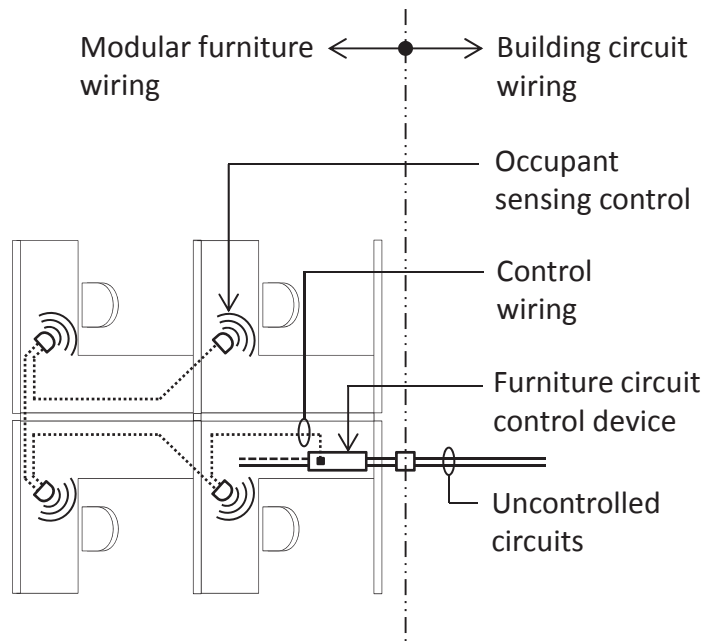 Modular furniture
wiring
Building circuit
wiring
Occupant
sensing control
Control
wiring
Furniture circuit
control device
Uncontrolled
circuits